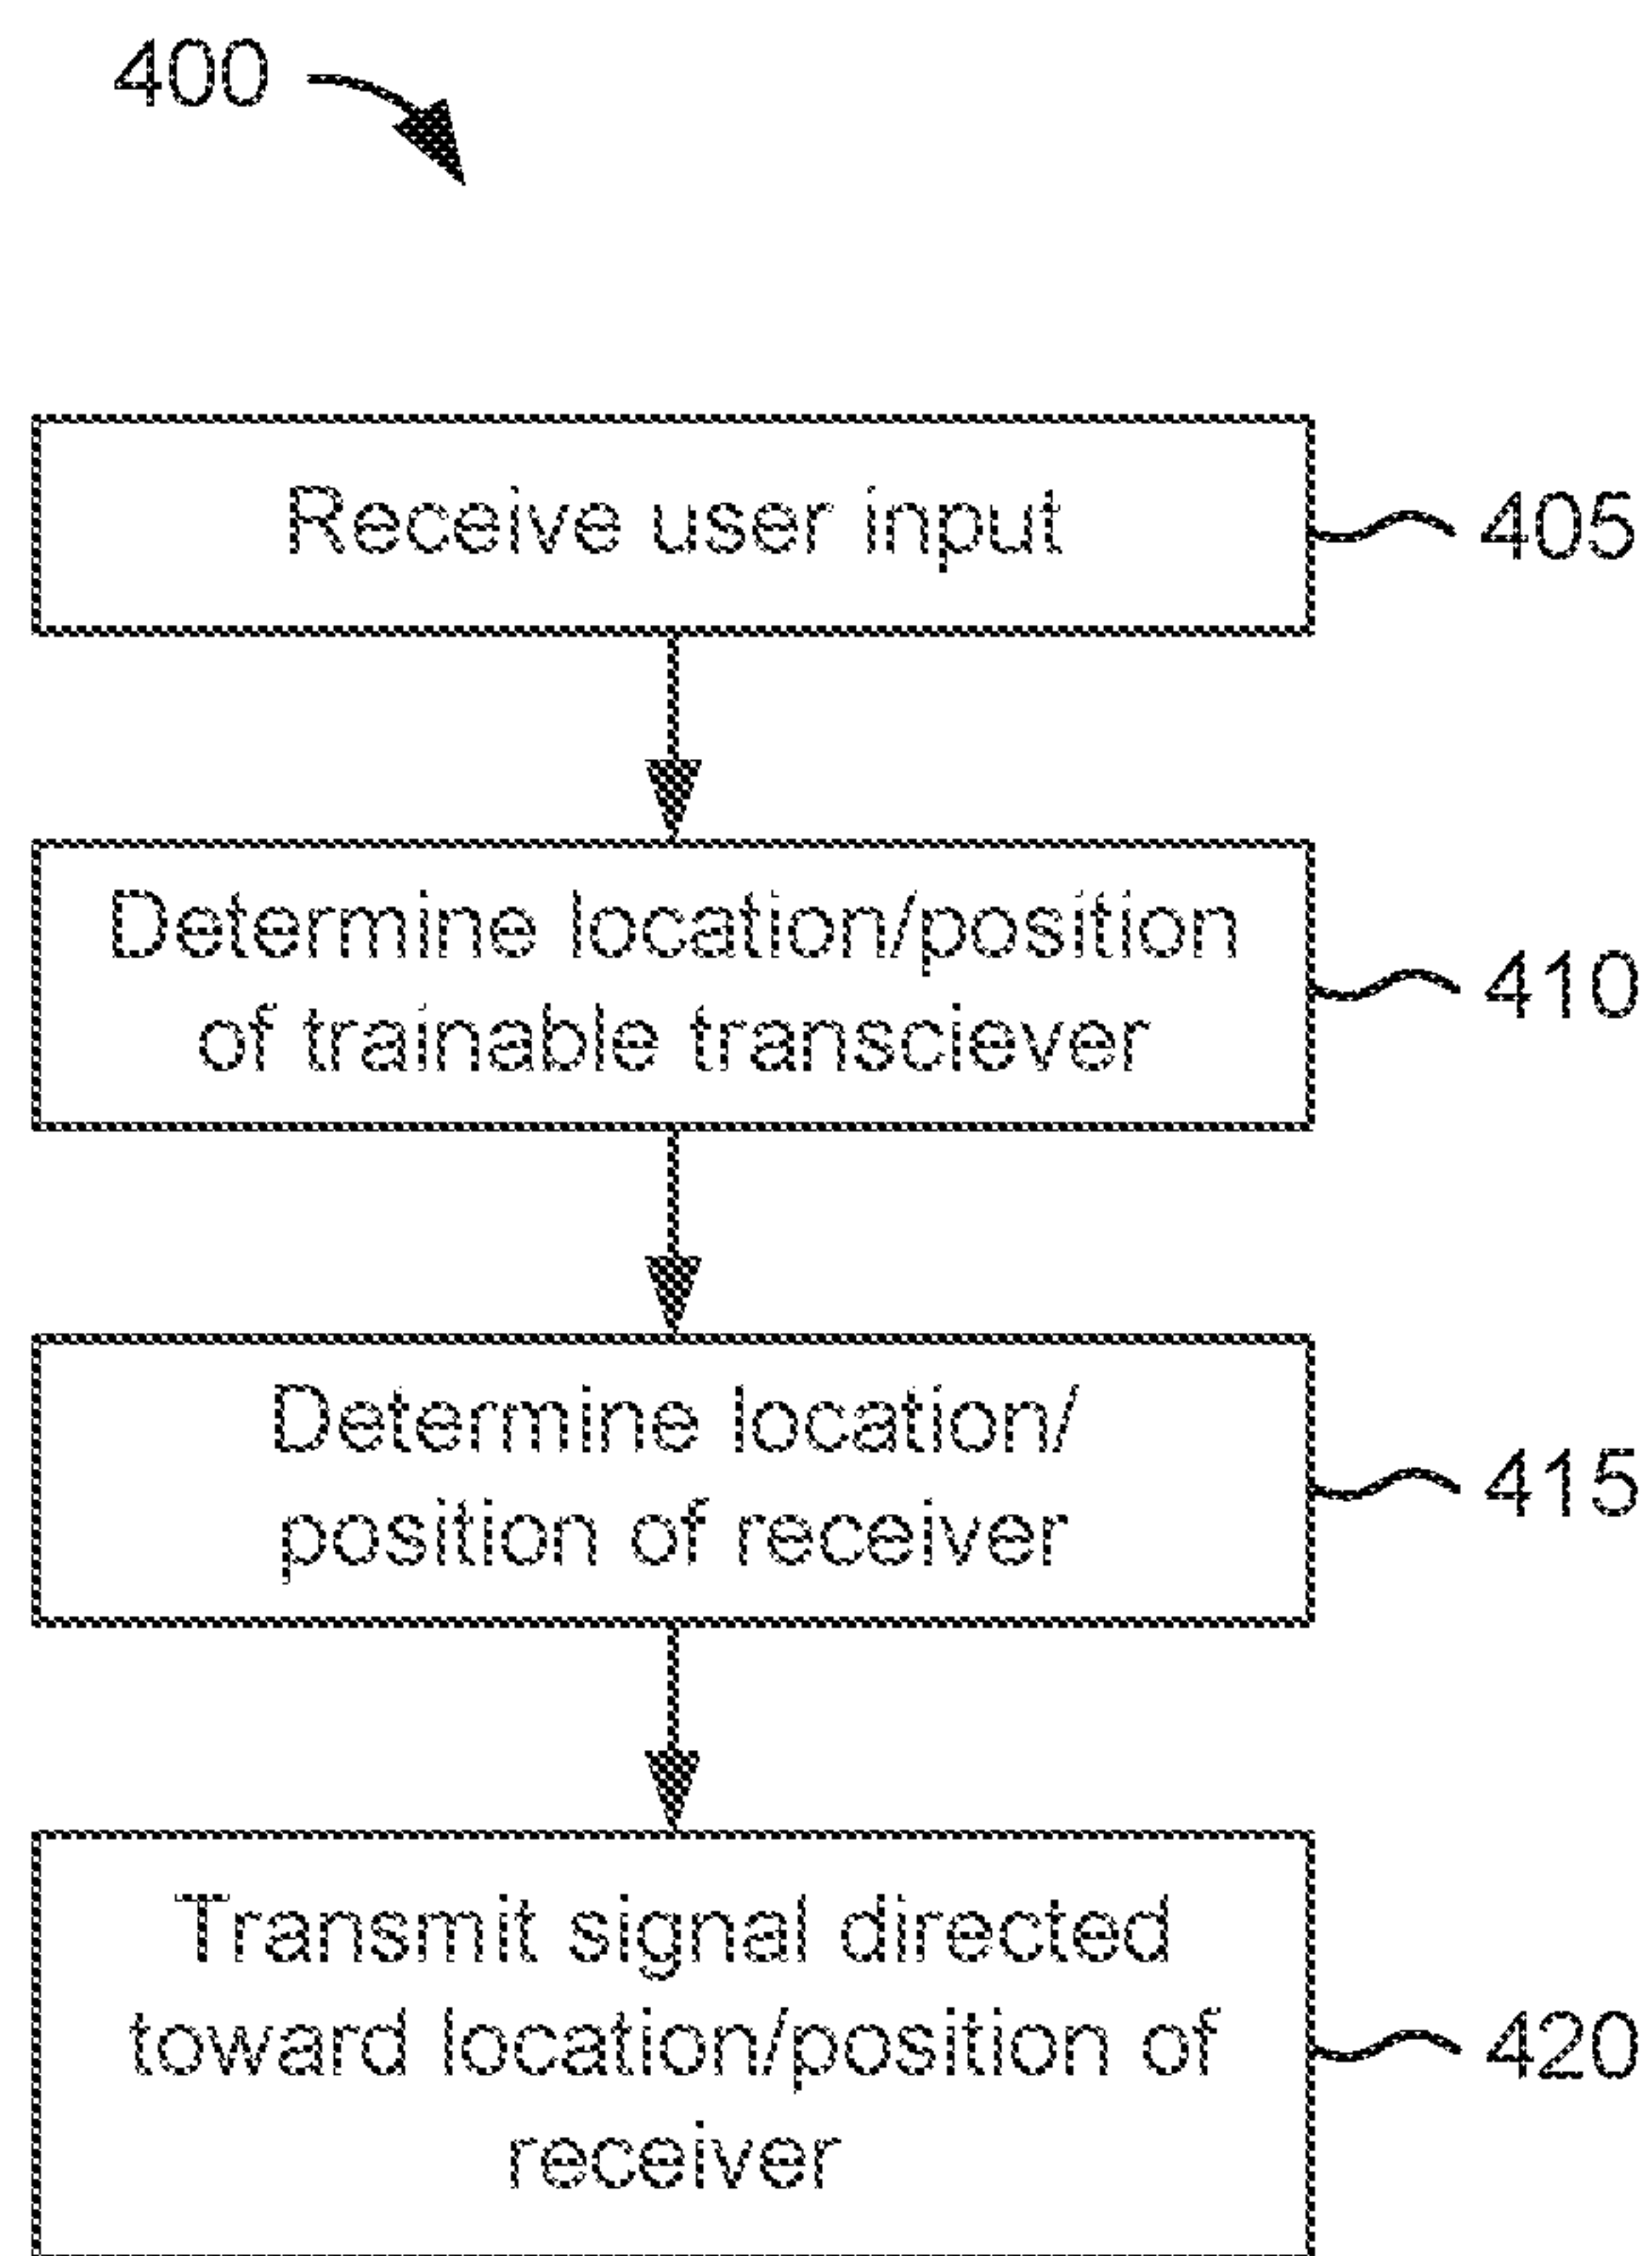 400
Receive user input
405
Determine location/position
of trainable transciever
410
Determine location/
position of receiver
415
Transmit signal directed
toward location/position of
receiver
420